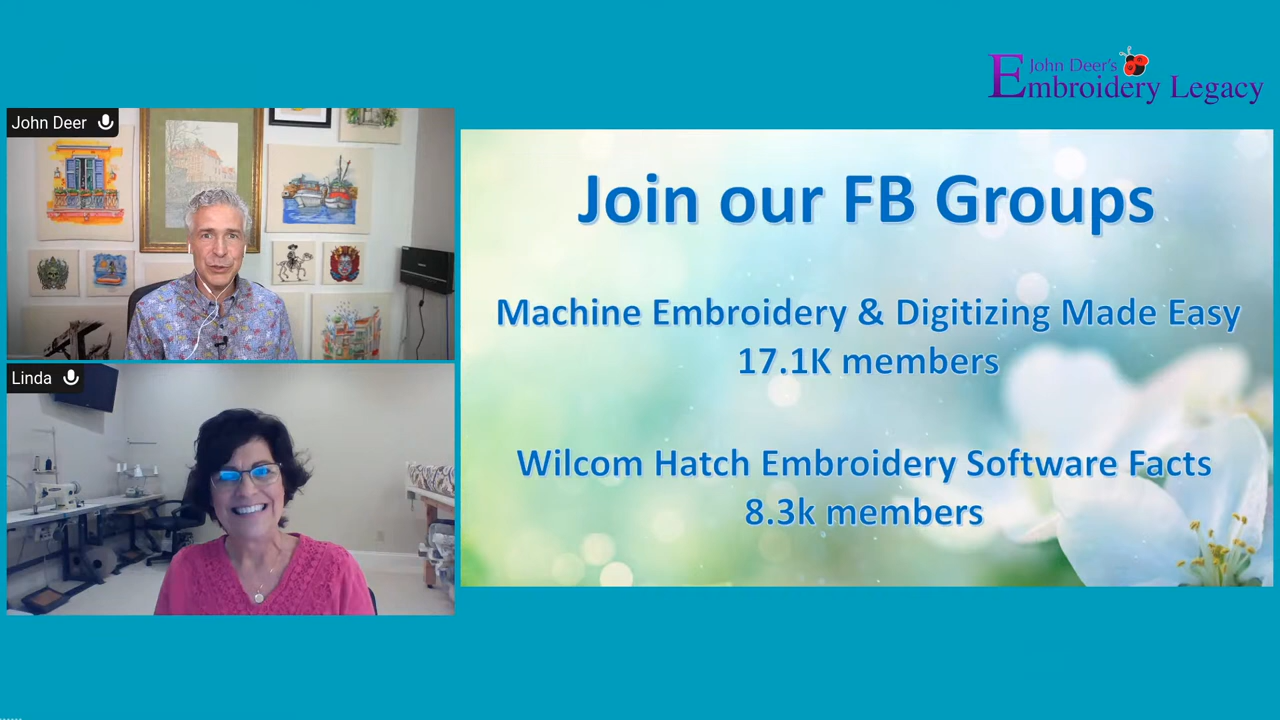 John Deer's
Embroidery Legacy
John Deer
Linda
Join our FB Groups
Machine Embroidery & Digitizing Made Easy
17.1K members
Wilcom Hatch Embroidery Software Facts
8.3k members